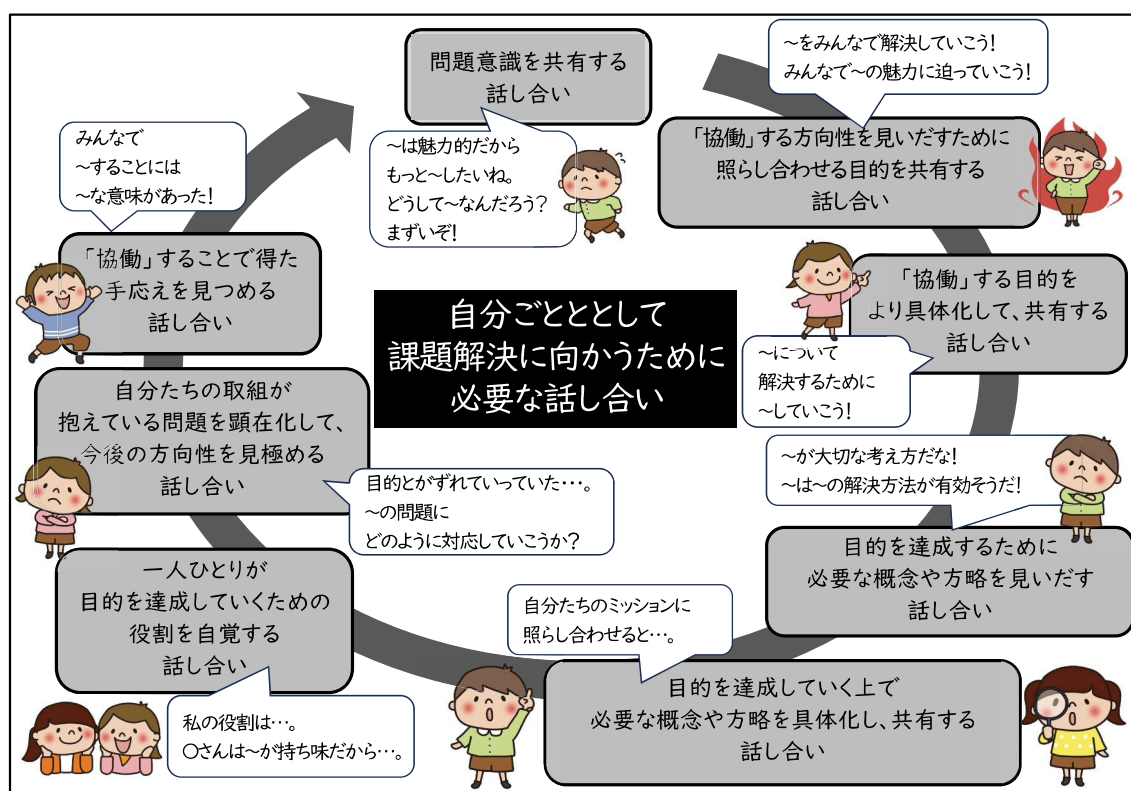 問題意識を共有する
話し合い
~は魅力的だから
もっと~したいね。
どうして~なんだろう?
まずいぞ!
~をみんなで解決していこう!
みんなで~の魅力に迫っていこう!
「協働」する方向性を見いだすために
照らし合わせる目的を共有する
話し合い
「協働」する目的を
より具体化して、共有する
話し合い
~について
解決するために
~していこう!
~が大切な考え方だな!
~は~の解決方法が有効そうだ!
目的を達成するために
必要な概念や方略を見いだす
話し合い
自分たちのミッションに
照らし合わせると…。
目的を達成していく上で
必要な概念や方略を具体化し、共有する
話し合い
一人ひとりが
目的を達成していくための
役割を自覚する
話し合い
私の役割は…。
○さんは~が持ち味だから…。
自分たちの取組が
抱えている問題を顕在化して、
今後の方向性を見極める
話し合い
目的とがずれていっていた…。
~の問題に
どのように対応していこうか?
「協働」することで得た
手応えを見つめる
話し合い
みんなで
~することには
~な意味があった!
自分ごとととして
課題解決に向かうために
必要な話し合い